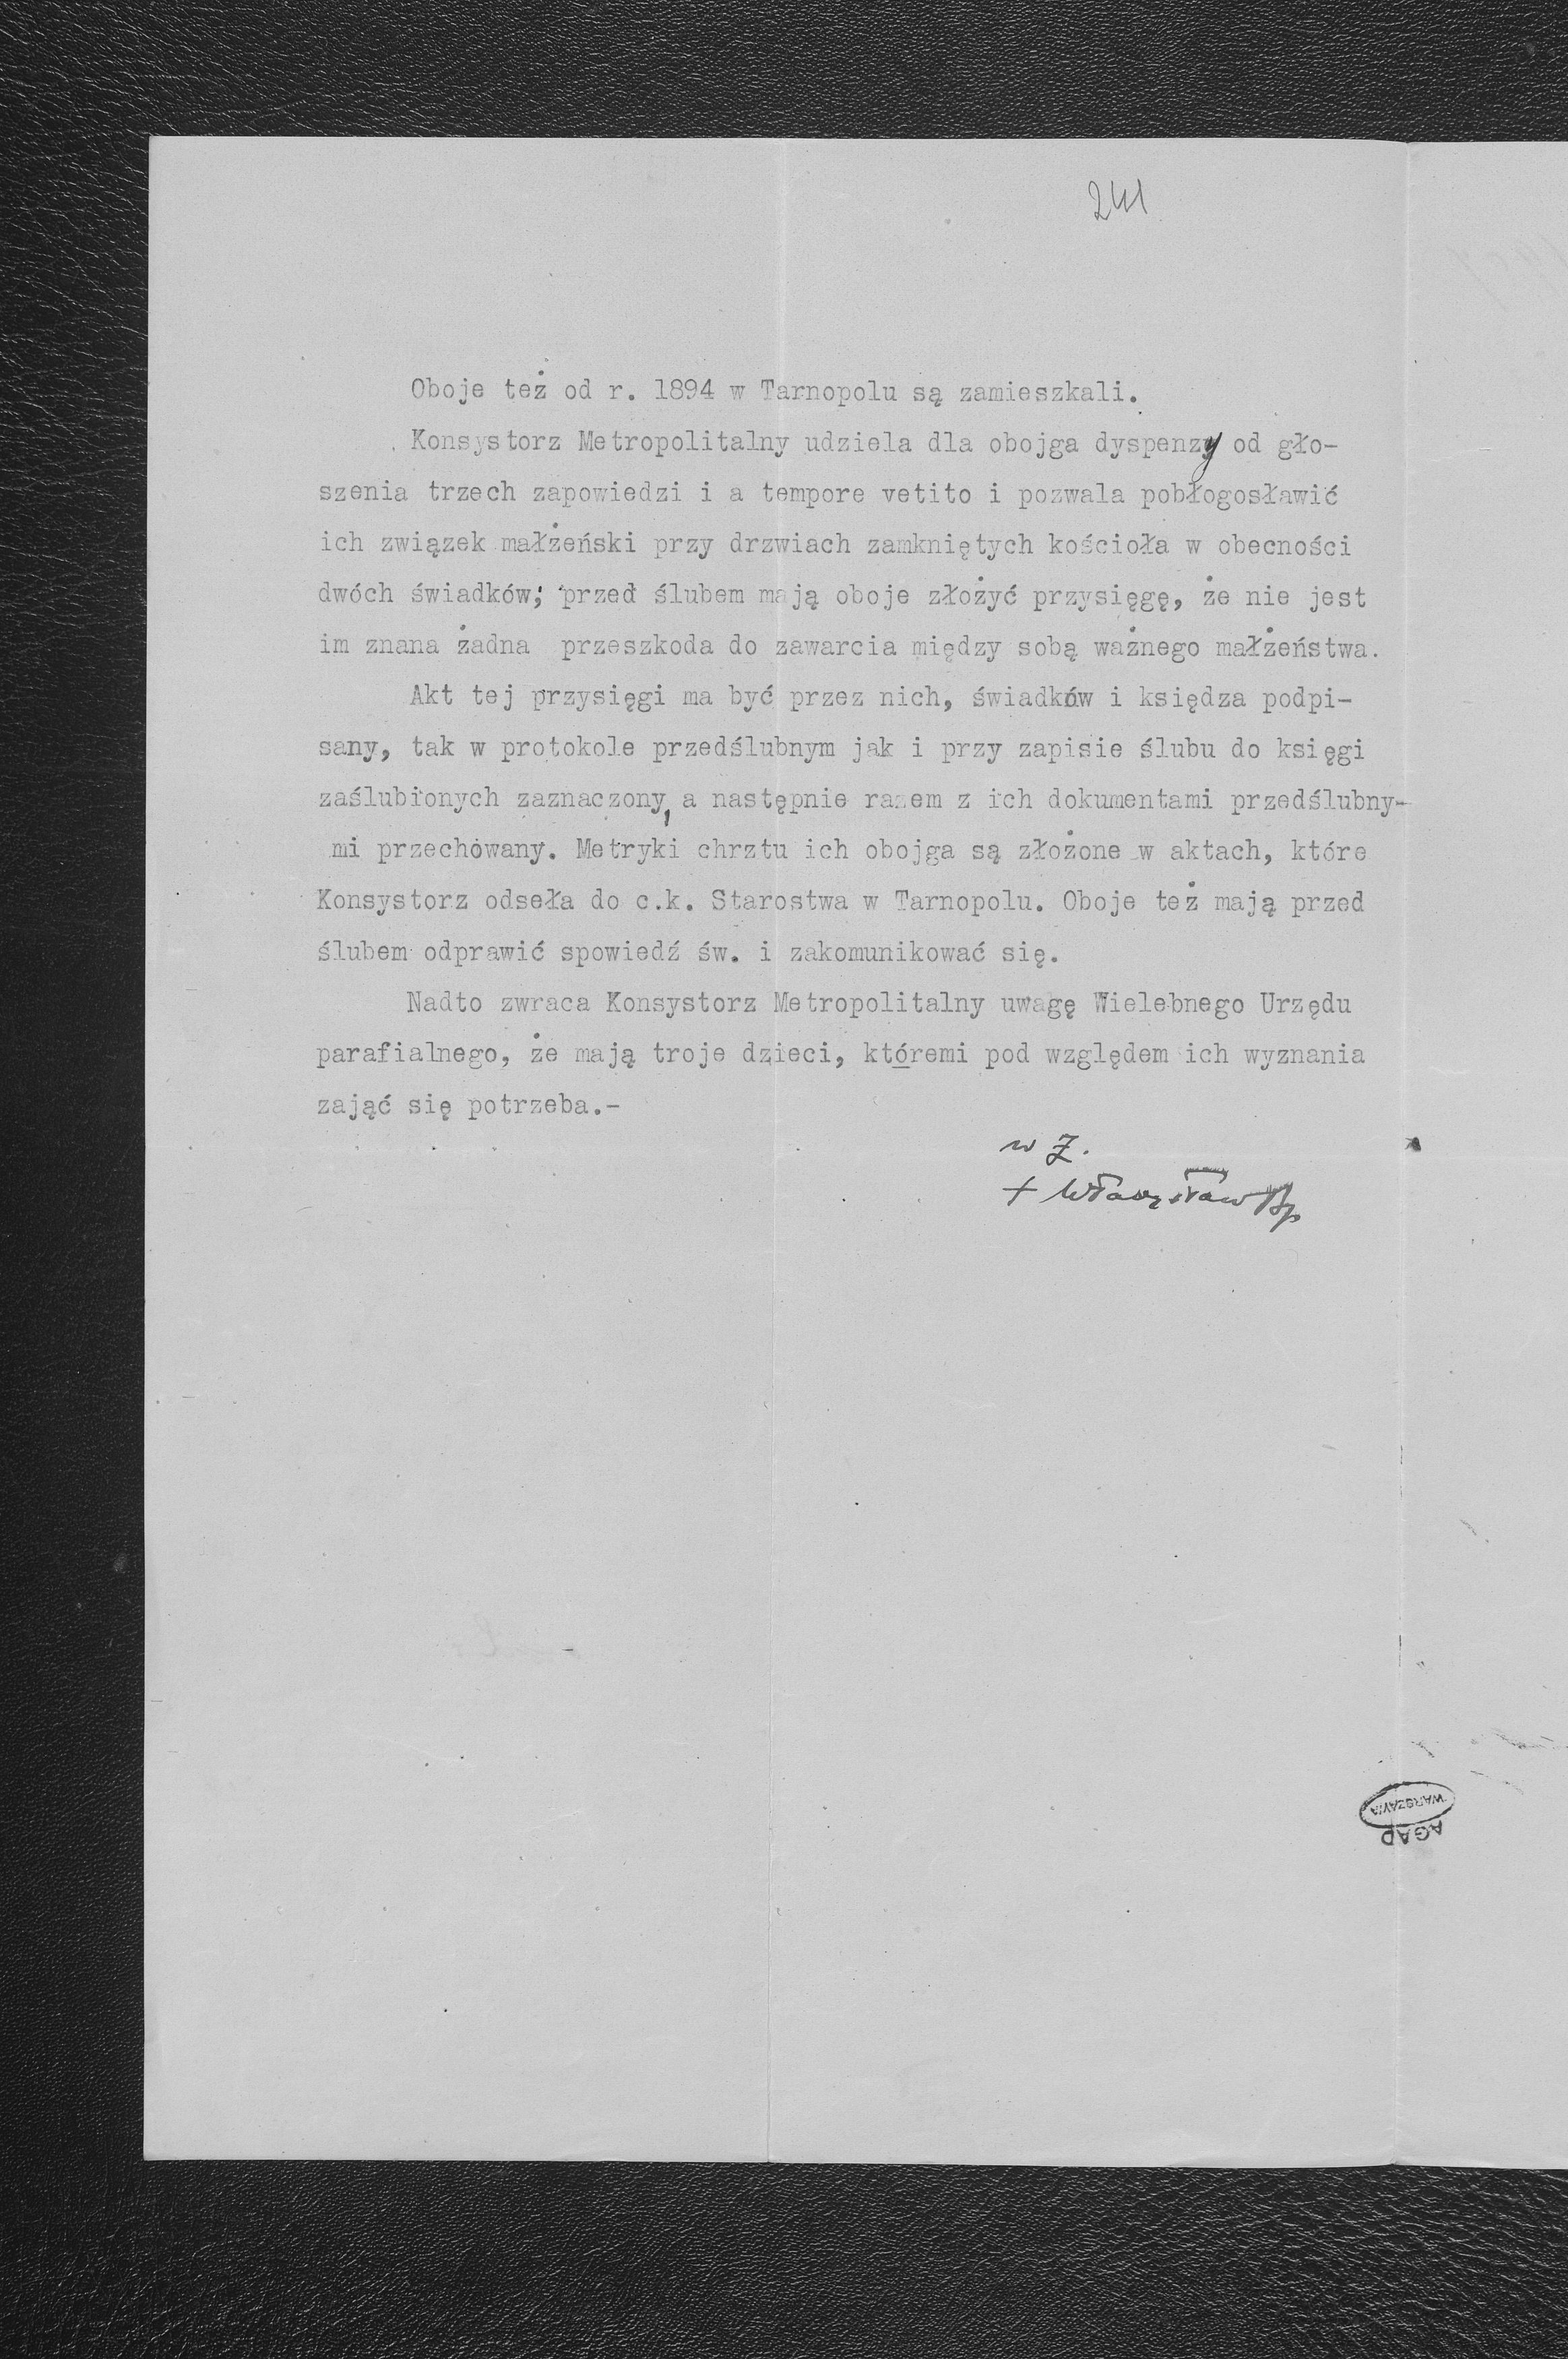 241
Oboje też od r. 1894 w Tarnopolu są zamieszkali.
Konsystorz Metropolitalny udziela dla obojga dyspenzy od gło-
szenia trzech zapowiedzi i a tempore vetito i pozwala pobłogosławić
ich związek małżeński przy drzwiach zamkniętych kościoła w obecności
dwóch świadków; przed ślubem mają oboje złożyć przysięgę, że nie jest
im znana żadna przeszkoda do zawarcia między sobą ważnego małżeństwa.
Akt tej przysięgi ma być przez nich, świadków i księdza podpi-
sany, tak w protokole przedślubnym jak i przy zapisie ślubu do księgi
zaślubionych zaznaczony, a następnie razem z ich dokumentami przedślubny-
mi przechowany. Metryki chrztu ich obojga są złożone w aktach, które
Konsystorz odseła do c.k. Starostwa w Tarnopolu. Oboje też mają przed
ślubem odprawić spowiedź św. i zakomunikować się.
Nadto zwraca Konsystorz Metropolitalny uwagę Wielebnego Urzędu
parafialnego, że mają troje dzieci, któremi pod względem ich wyznania
zająć się potrzeba.-
w Z.
+ Władysław Bp
AGAD
WARSZAWA